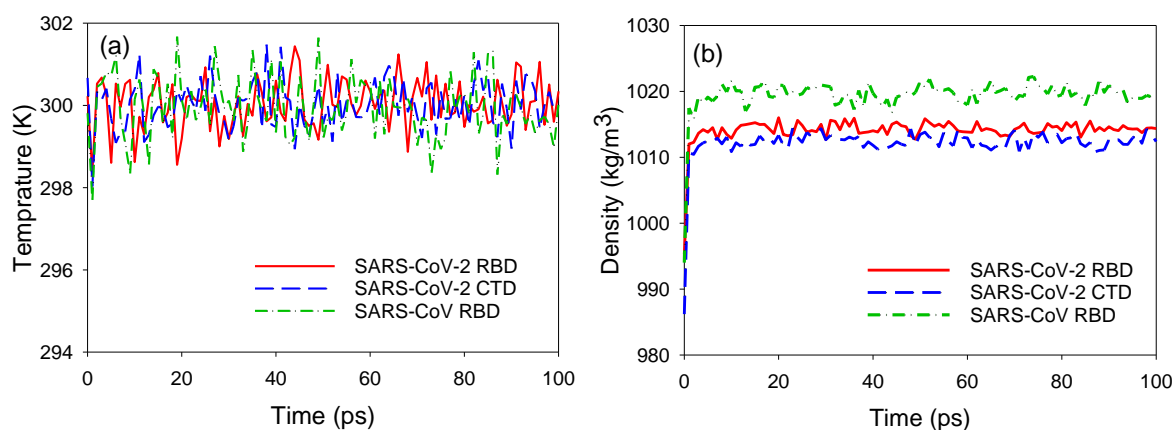 (a)
Temprature (K)
302
301
300
298
296
294
0
20
40
60
80
100
Time (ps)
SARS-CoV-2 RBD
SARS-CoV-2 CTD
SARS-CoV RBD
(b)
Density (kg/m³)
1030
1020
1010
1000
990
980
0
20
40
60
80
100
Time (ps)
SARS-CoV-2 RBD
SARS-CoV-2 CTD
SARS-CoV RBD